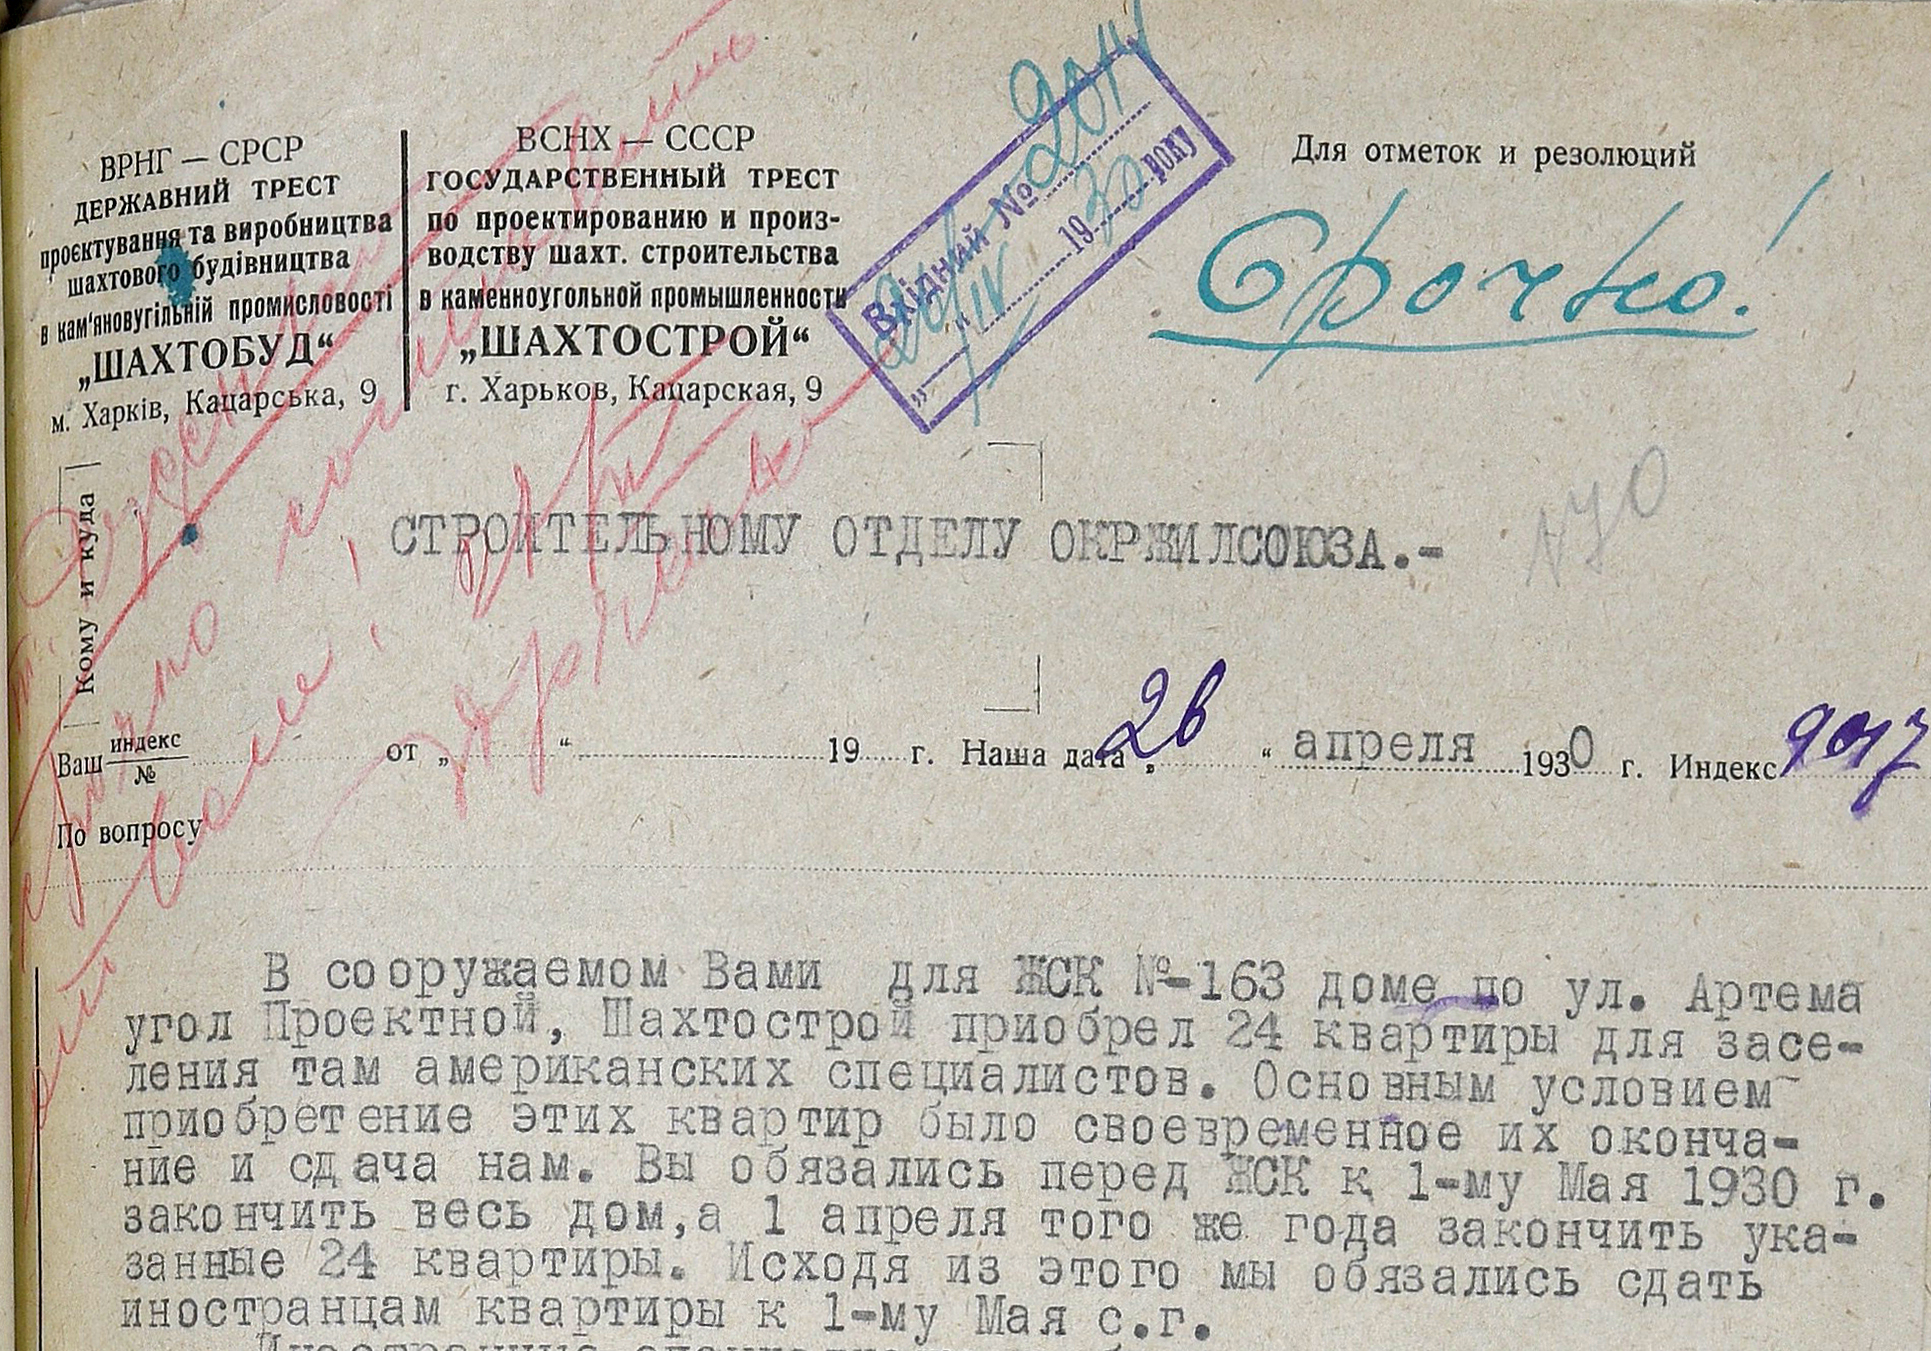 ВРНГ — СРСР
ДЕРЖАВНИЙ ТРЕСТ
проєктування та виробництва
шахтового будівництва
в кам'яновугільній промисловості
„ШАХТОБУД“
м. Харків, Кацарська, 9
ВСНХ — СССР
ГОСУДАРСТВЕННЫЙ ТРЕСТ
по проектированию и произ-
водству шахт. строительства
в каменноугольной промышленности
„ШАХТОСТРОЙ“
г. Харьков, Кацарская, 9
Вхідний №
IV 1930 року
Для отметок и резолюций
Срочно!
Кому и куда
СТРОИТЕЛЬНОМУ ОТДЕЛУ ОКРЖИЛСОЮЗА.-
Ваш индекс № от „ “ 19 г. Наша дата „ 26 “ апреля 1930 г. Индекс
По вопросу
В сооружаемом Вами для ЖСК №-163 доме по ул. Артема
угол Проектной, Шахтострой приобрел 24 квартиры для засе-
ления там американских специалистов. Основным условием
приобретение этих квартир было своевременное их оконча-
ние и сдача нам. Вы обязались перед ЖСК к 1-му Мая 1930 г.
закончить весь дом,а 1 апреля того же года закончить ука-
занные 24 квартиры. Исходя из этого мы обязались сдать
иностранцам квартиры к 1-му Мая с.г.